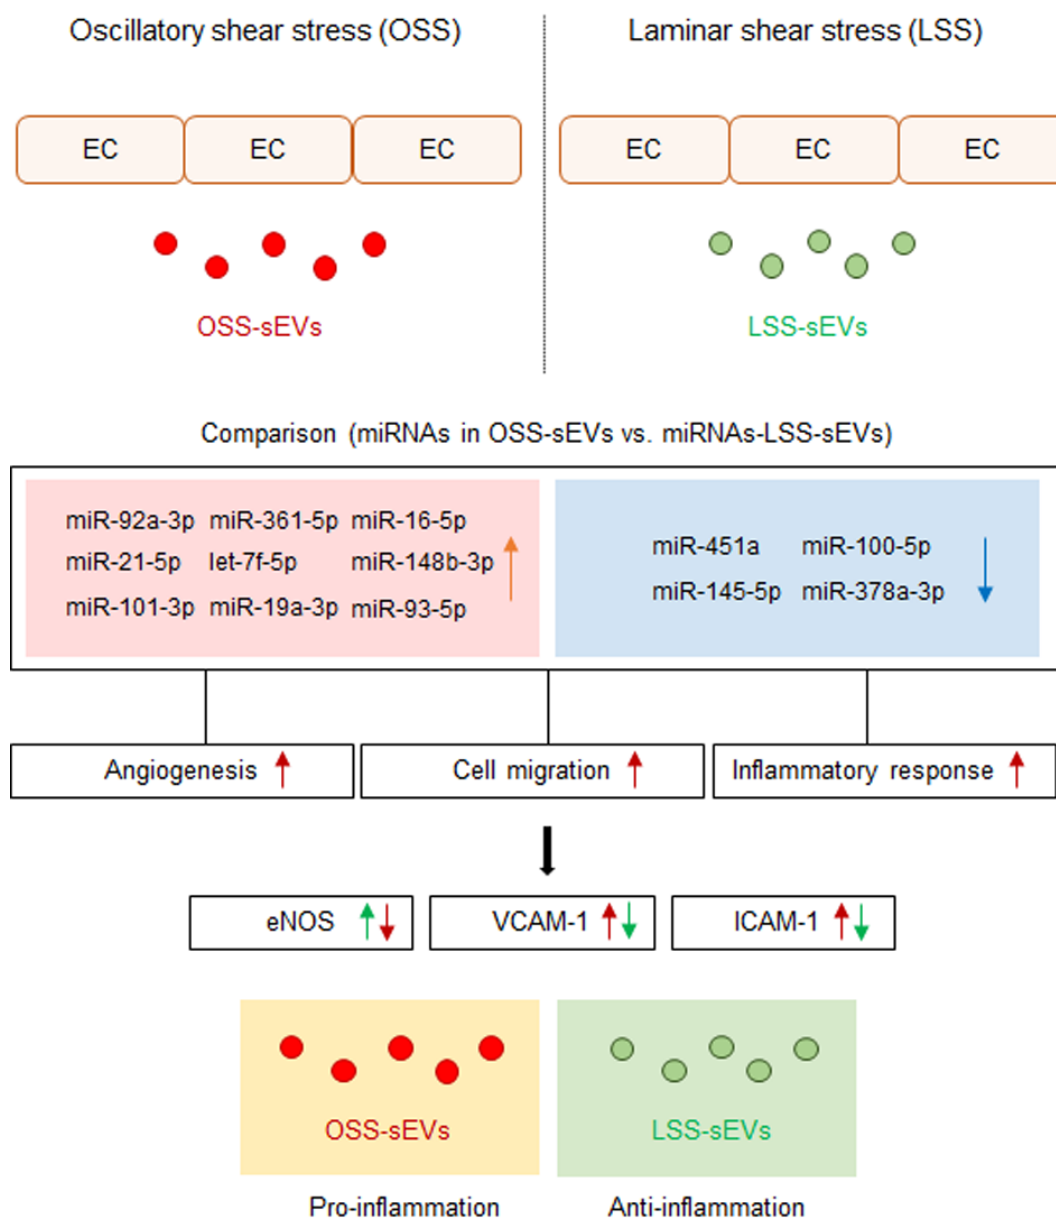 Oscillatory shear stress (OSS)
Laminar shear stress (LSS)
EC EC EC
EC EC EC
OSS-sEVs
LSS-sEVs
Comparison (miRNAs in OSS-sEVs vs. miRNAs-LSS-sEVs)
miR-92a-3p miR-361-5p miR-16-5p
miR-21-5p let-7f-5p miR-148b-3p
miR-101-3p miR-19a-3p miR-93-5p
miR-451a miR-100-5p
miR-145-5p miR-378a-3p
Angiogenesis
Cell migration
Inflammatory response
eNOS
VCAM-1
ICAM-1
OSS-sEVs
LSS-sEVs
Pro-inflammation
Anti-inflammation